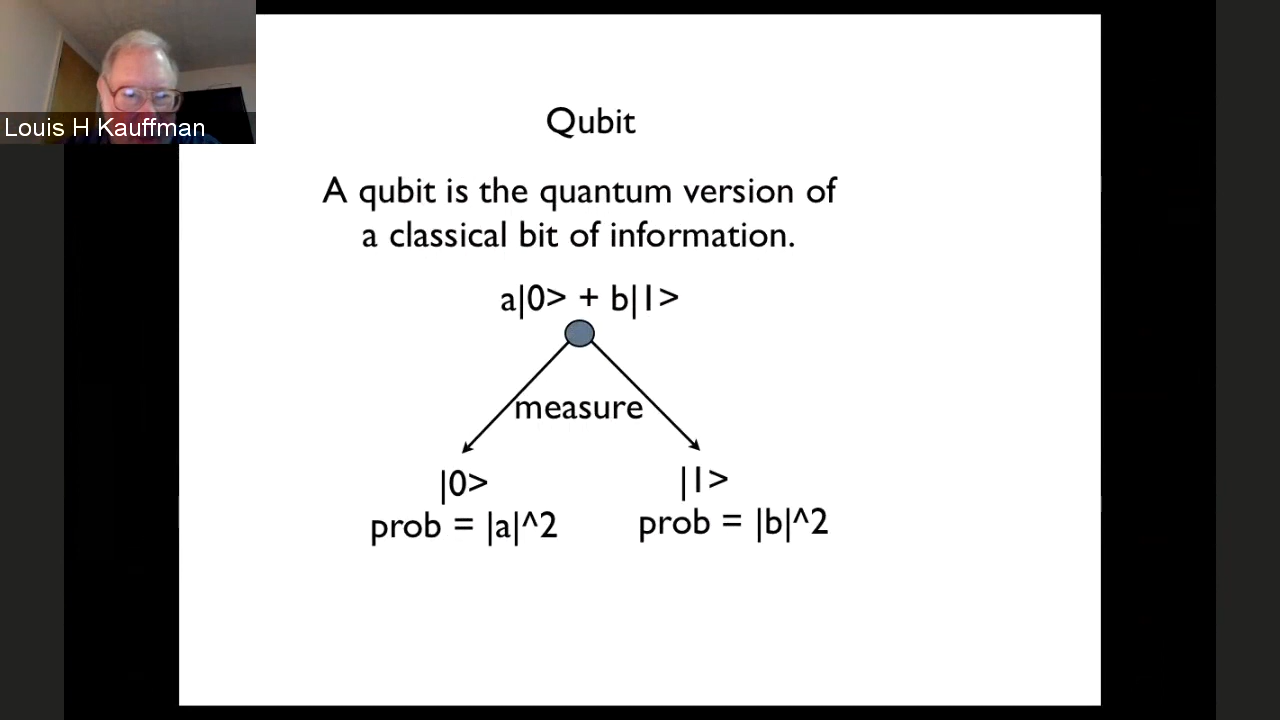 Louis H Kauffman
Qubit
A qubit is the quantum version of
a classical bit of information.
a|0> + b|1>
measure
|0>
|1>
prob = |a|^2
prob = |b|^2